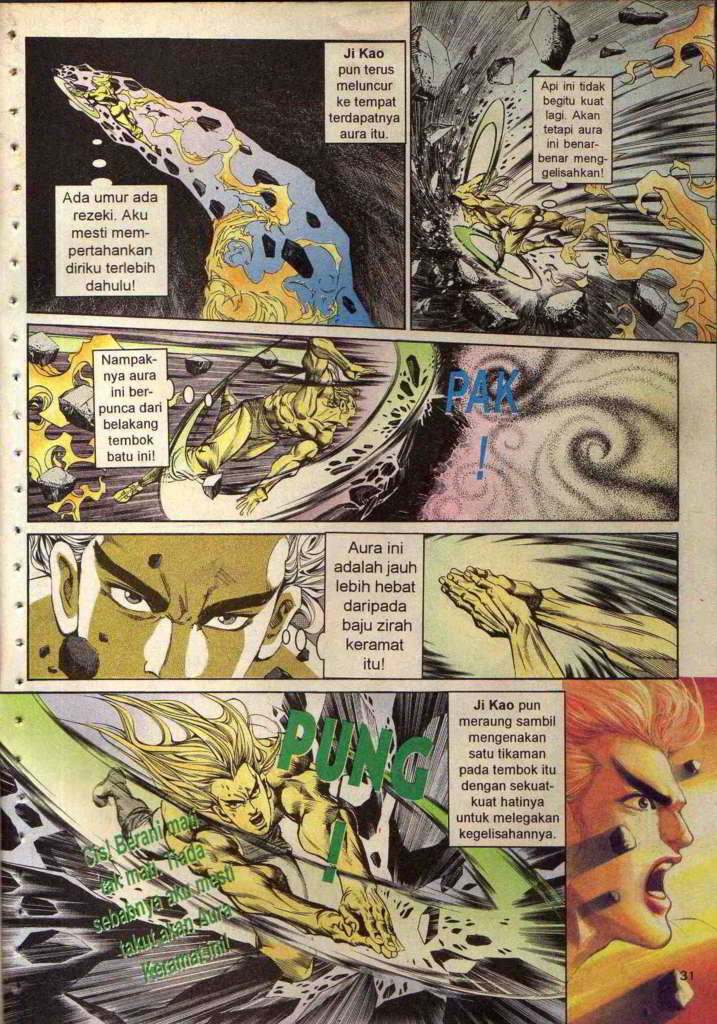 Ji Kao
pun terus
meluncur
ke tempat
terdapatnya
aura itu.
Ada umur ada
rezeki. Aku
mesti mem-
pertahankan
diriku terlebih
dahulu!
Api ini tidak
begitu kuat
lagi. Akan
tetapi aura
ini benar-
benar meng-
gelisahkan!
Nampak-
nya aura
ini ber-
punca dari
belakang
tembok
batu ini!
PAK
!
Aura ini
adalah jauh
lebih hebat
daripada
baju zirah
keramat
itu!
Ji Kao pun
meraung sambil
mengenakan
satu tikaman
pada tembok itu
dengan sekuat-
kuat hatinya
untuk melegakan
kegelisahannya.
PUNG
!
Cis! Berani mati
tak mati. Tiada
sebabnya aku mesti
takut akan Aura
Keramat ini!
31